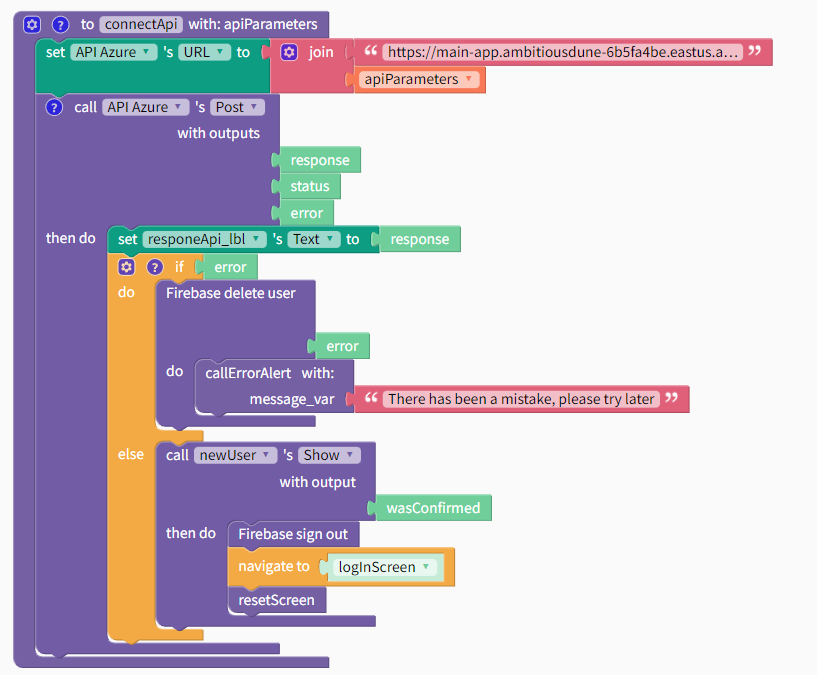 ? to connectApi with: apiParameters
set API Azure 's URL to join “ https://main-app.ambitiousdune-6b5fa4be.eastus.a... ”
apiParameters
? call API Azure 's Post
with outputs
response
status
error
then do set responeApi_lbl 's Text to response
? if error
do Firebase delete user
error
do callErrorAlert with:
message_var “ There has been a mistake, please try later ”
else call newUser 's Show
with output
wasConfirmed
then do Firebase sign out
navigate to logInScreen
resetScreen